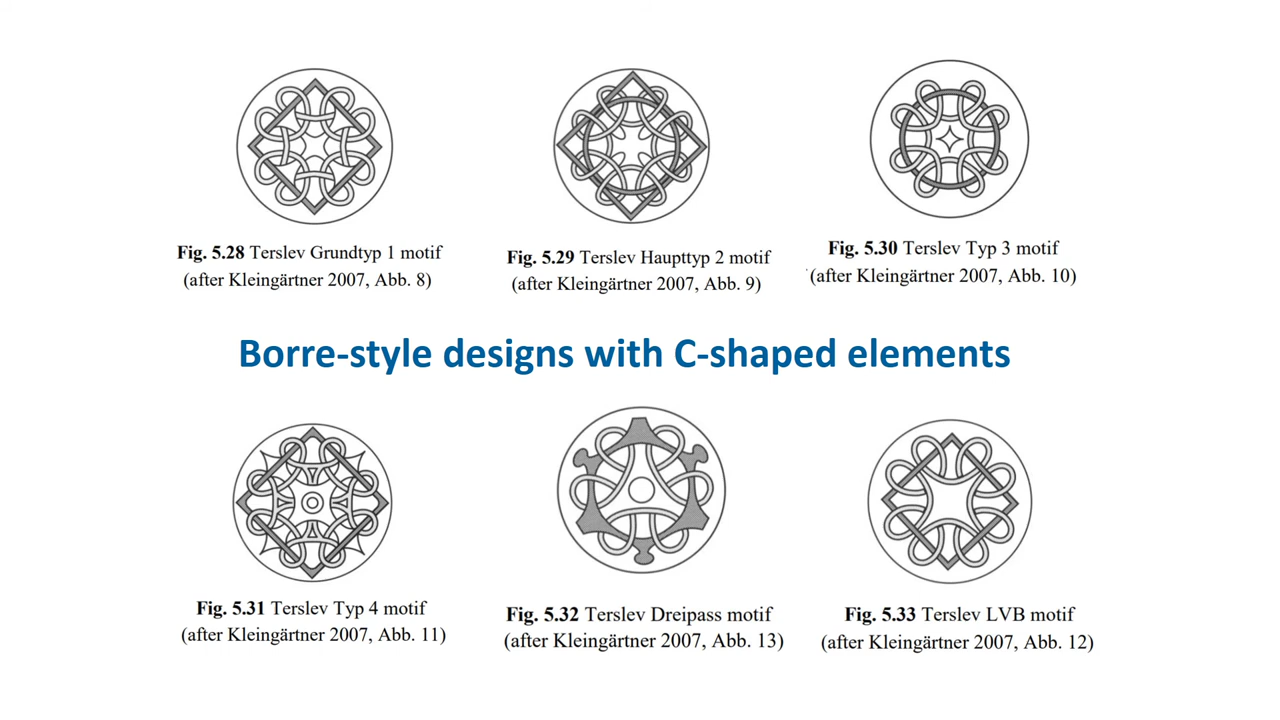 Fig. 5.28 Terslev Grundtyp 1 motif
(after Kleingärtner 2007, Abb. 8)
Fig. 5.29 Terslev Haupttyp 2 motif
(after Kleingärtner 2007, Abb. 9)
Fig. 5.30 Terslev Typ 3 motif
(after Kleingärtner 2007, Abb. 10)
Borre-style designs with C-shaped elements
Fig. 5.31 Terslev Typ 4 motif
(after Kleingärtner 2007, Abb. 11)
Fig. 5.32 Terslev Dreipass motif
(after Kleingärtner 2007, Abb. 13)
Fig. 5.33 Terslev LVB motif
(after Kleingärtner 2007, Abb. 12)